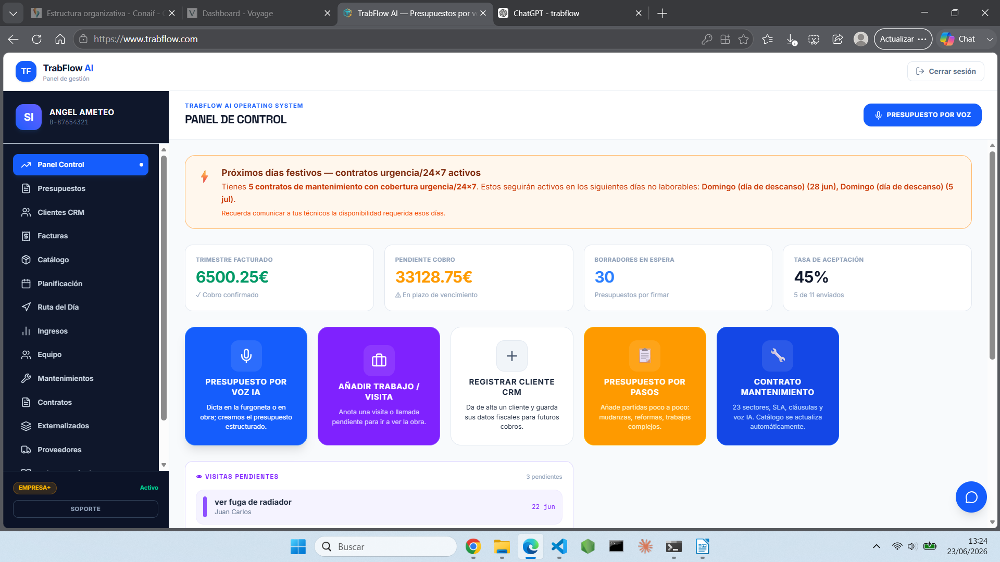 Estructura organizativa - Conaif -
Dashboard - Voyage
TrabFlow AI — Presupuestos por v
ChatGPT - trabflow
https://www.trabflow.com
Actualizar
Chat
TF
TrabFlow AI
Panel de gestión
Cerrar sesión
SI
ANGEL AMETEO
B-87654321
TRABFLOW AI OPERATING SYSTEM
PANEL DE CONTROL
PRESUPUESTO POR VOZ
Panel Control
Presupuestos
Clientes CRM
Facturas
Catálogo
Planificación
Ruta del Día
Ingresos
Equipo
Mantenimientos
Contratos
Externalizados
Proveedores
EMPRESA+
Activo
SOPORTE
Próximos días festivos — contratos urgencia/24×7 activos
Tienes 5 contratos de mantenimiento con cobertura urgencia/24×7. Estos seguirán activos en los siguientes días no laborables: Domingo (día de descanso) (28 jun), Domingo (día de descanso) (5
jul).
Recuerda comunicar a tus técnicos la disponibilidad requerida esos días.
TRIMESTRE FACTURADO
6500.25€
✓ Cobro confirmado
PENDIENTE COBRO
33128.75€
⚠ En plazo de vencimiento
BORRADORES EN ESPERA
30
Presupuestos por firmar
TASA DE ACEPTACIÓN
45%
5 de 11 enviados
PRESUPUESTO POR
VOZ IA
Dicta en la furgoneta o en
obra; creamos el presupuesto
estructurado.
AÑADIR TRABAJO /
VISITA
Anota una visita o llamada
pendiente para ir a ver la obra.
REGISTRAR CLIENTE
CRM
Da de alta un cliente y guarda
sus datos fiscales para futuros
cobros.
PRESUPUESTO POR
PASOS
Añade partidas poco a poco:
mudanzas, reformas, trabajos
complejos.
CONTRATO
MANTENIMIENTO
23 sectores, SLA, cláusulas y
voz IA. Catálogo se actualiza
automáticamente.
VISITAS PENDIENTES
3 pendientes
ver fuga de radiador
Juan Carlos
22 jun
Buscar
13:24
23/06/2026